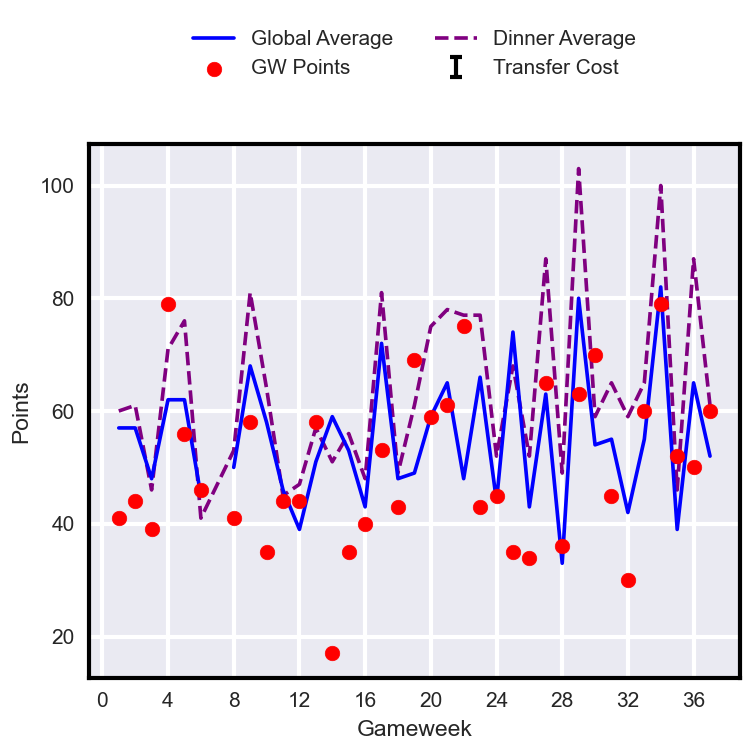 Global Average Dinner Average
GW Points Transfer Cost
100
80
60
40
20
Points
0 4 8 12 16 20 24 28 32 36
Gameweek